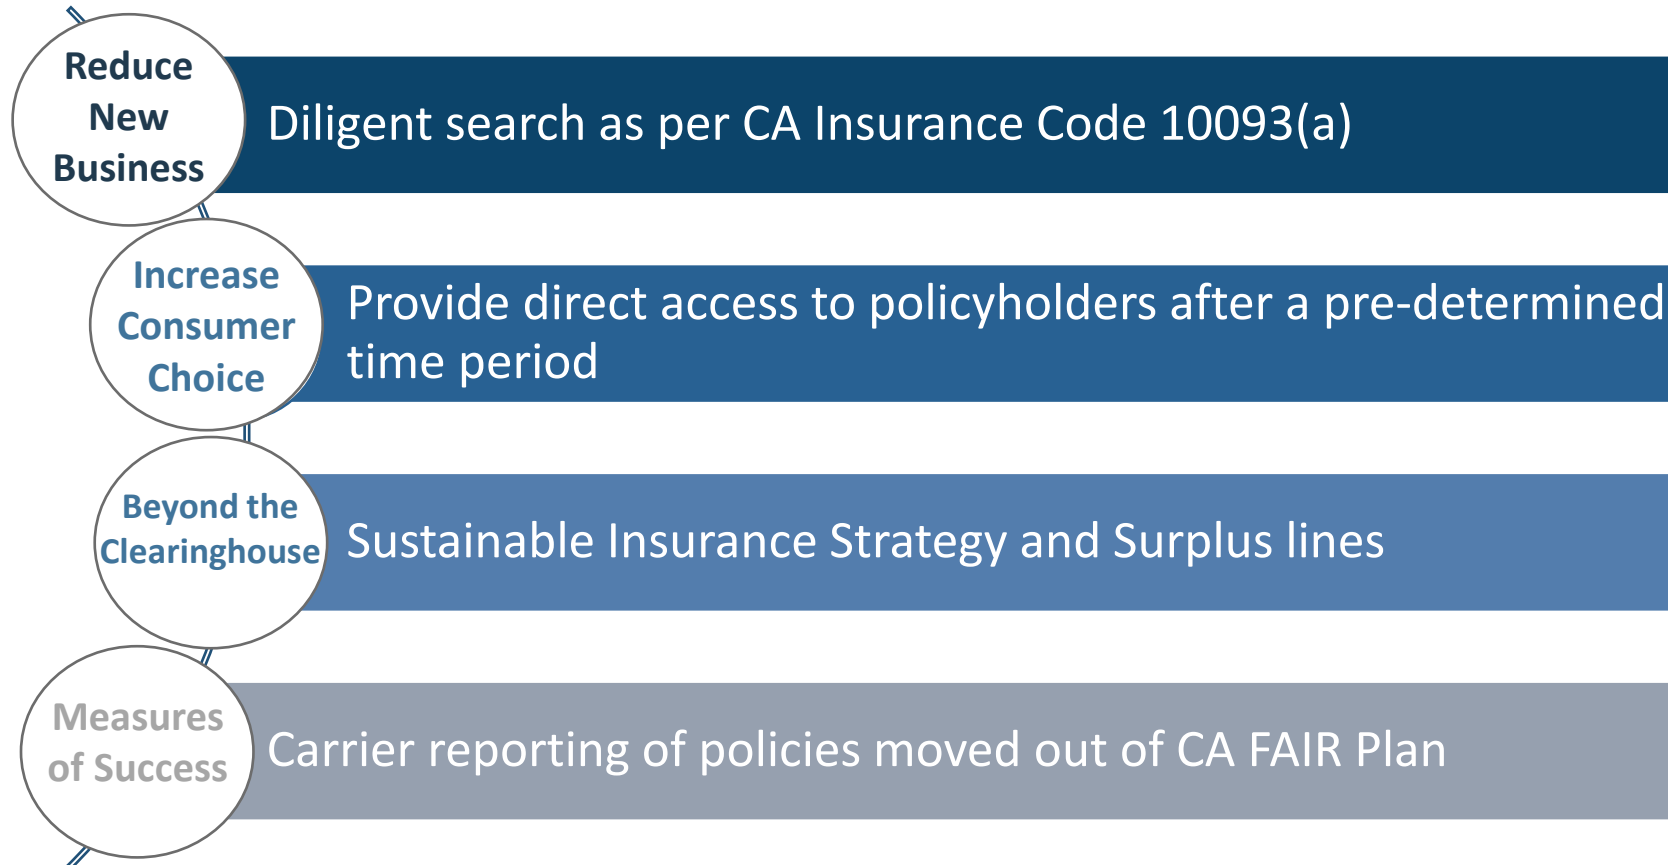 Reduce
New
Business
Diligent search as per CA Insurance Code 10093(a)
Increase
Consumer
Choice
Provide direct access to policyholders after a pre-determined
time period
Beyond the
Clearinghouse
Sustainable Insurance Strategy and Surplus lines
Measures
of Success
Carrier reporting of policies moved out of CA FAIR Plan